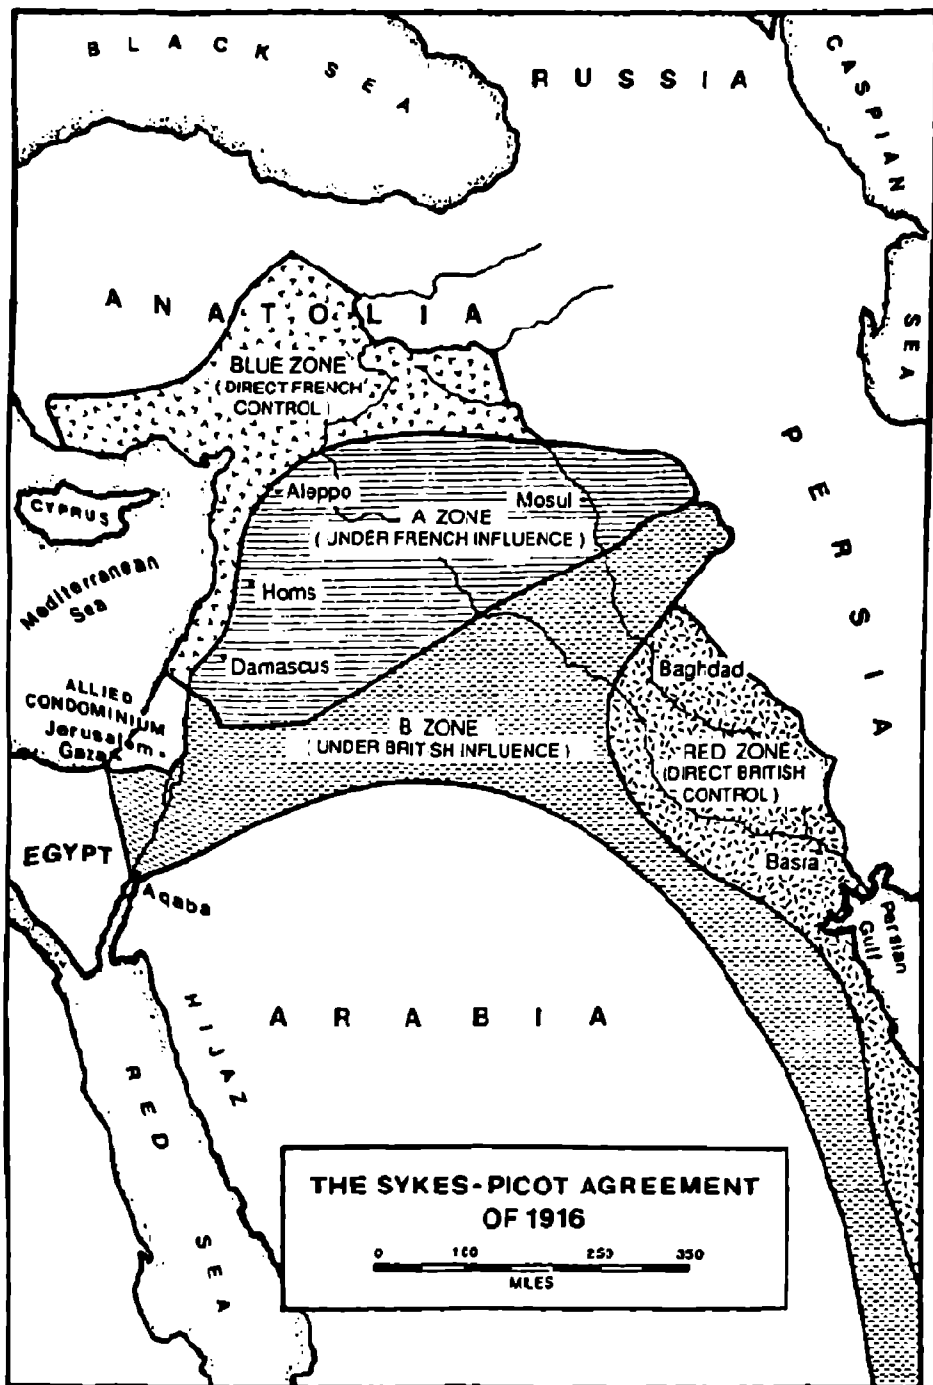 BLACK SEA
RUSSIA
CASPIAN SEA
ANATOLIA
BLUE ZONE
(DIRECT FRENCH
CONTROL)
PERSIA
CYPRUS
Aleppo
Mosul
A ZONE
(UNDER FRENCH INFLUENCE)
Mediterranean
Sea
Homs
Damascus
Baghdad
ALLIED
CONDOMINIUM
Jerusalem
Gaza
B ZONE
(UNDER BRITISH INFLUENCE)
RED ZONE
(DIRECT BRITISH
CONTROL)
EGYPT
Basra
Aqaba
Persian
Gulf
HIJAZ
ARABIA
RED SEA
THE SYKES-PICOT AGREEMENT
OF 1916
0 100 250 350
MILES